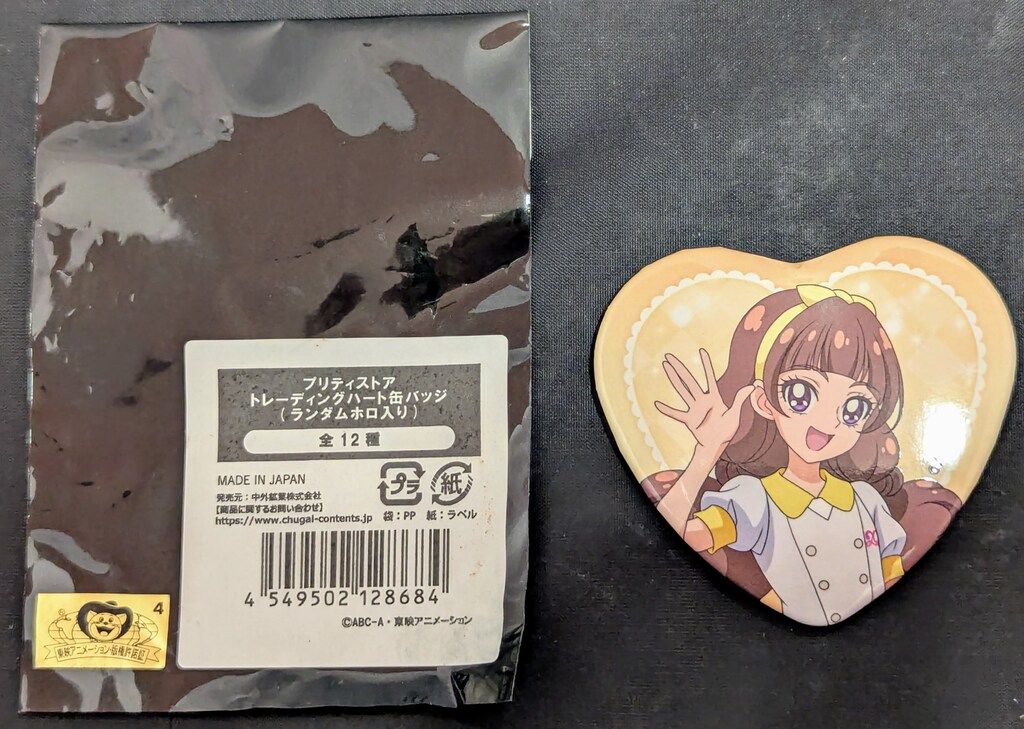 プリティストア
トレーディングハート缶バッジ
(ランダムホロ入り)
全12種
MADE IN JAPAN
発売元：中外鉱業株式会社
【商品に関するお問い合わせ】
https://www.chugai-contents.jp
プラ
紙
袋：PP 紙：ラベル
4 549502 128684
©ABC-A・東映アニメーション
4
東映アニメーション・版権許諾証